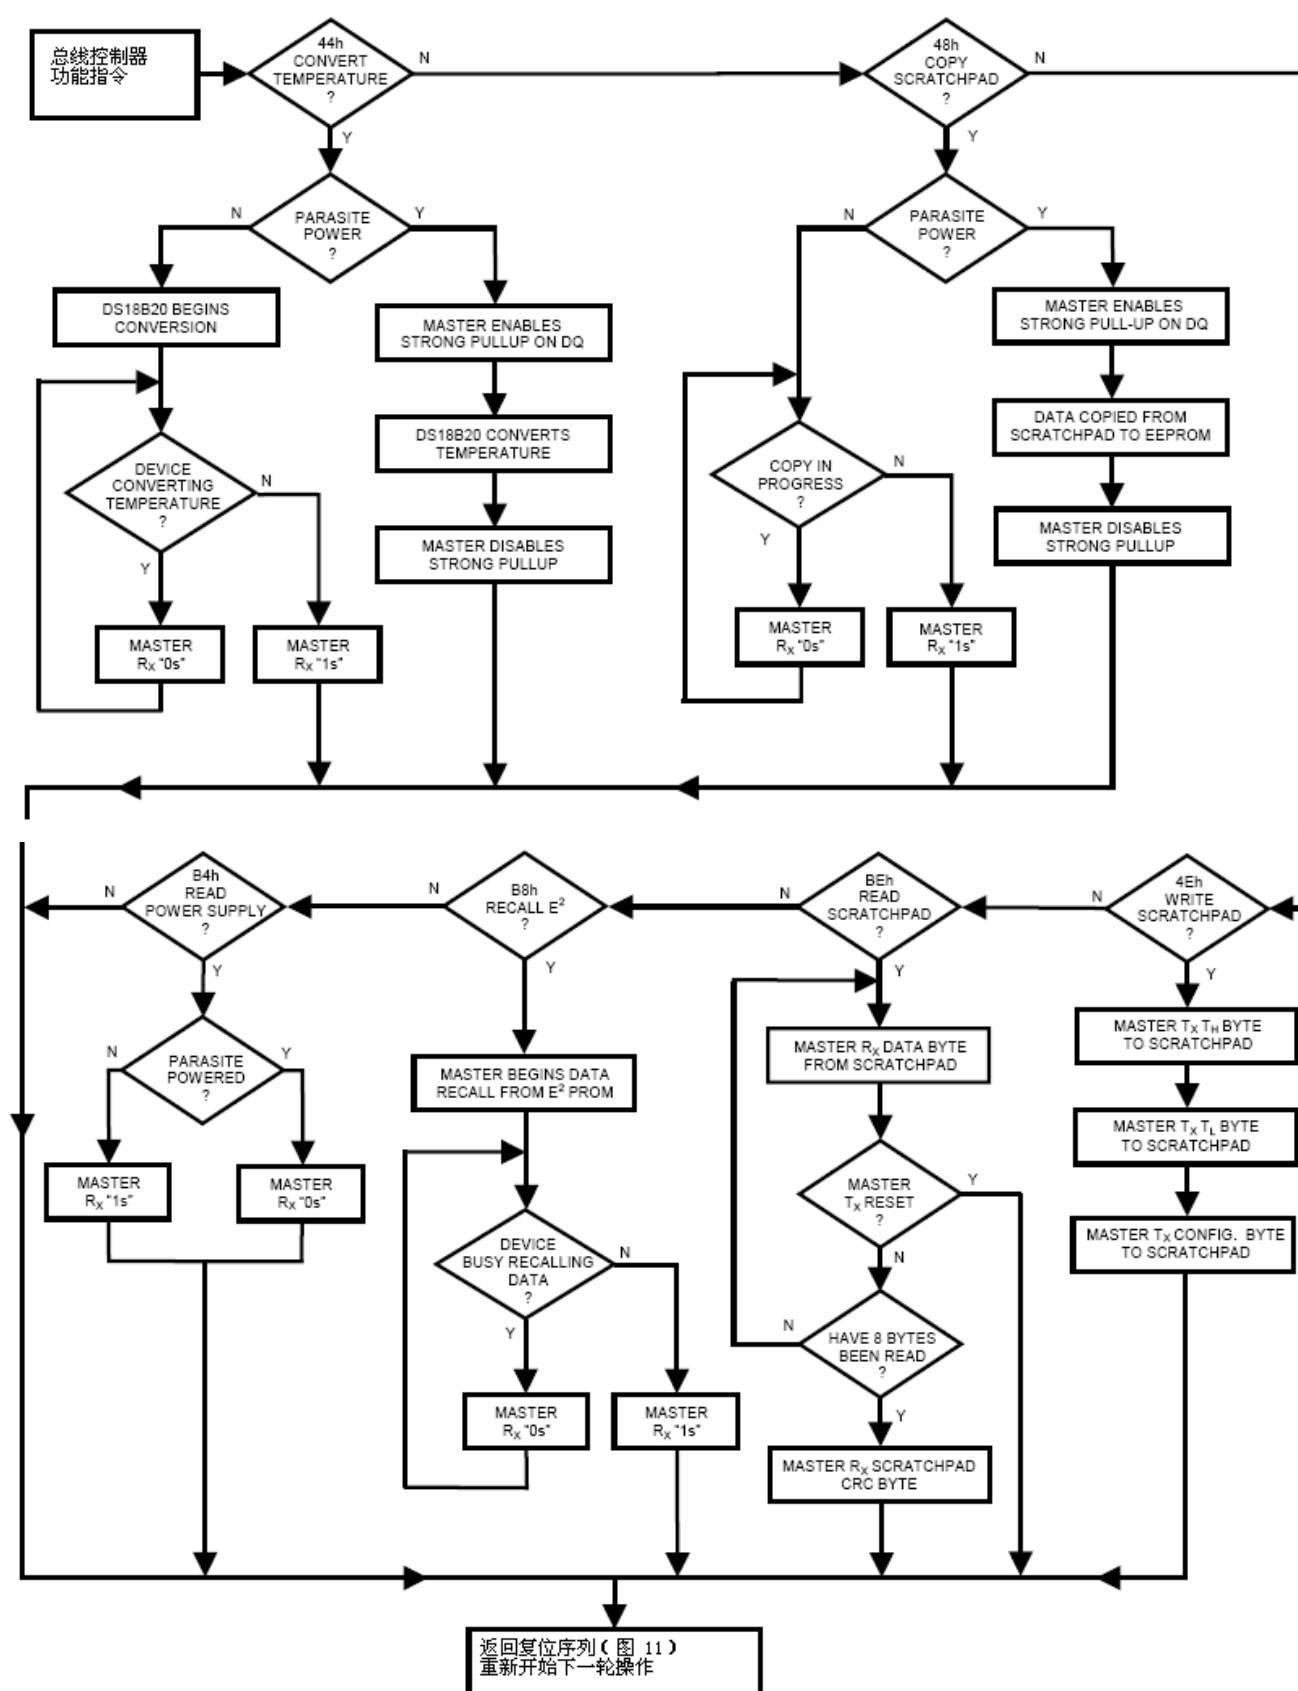 总线控制器
功能指令
44h
CONVERT
TEMPERATURE
?
N
Y
48h
COPY
SCRATCHPAD
?
N
Y
PARASITE
POWER
?
N
Y
DS18B20 BEGINS
CONVERSION
MASTER ENABLES
STRONG PULLUP ON DQ
DS18B20 CONVERTS
TEMPERATURE
MASTER DISABLES
STRONG PULLUP
DEVICE
CONVERTING
TEMPERATURE
?
N
Y
MASTER
RX "0s"
MASTER
RX "1s"
PARASITE
POWER
?
N
Y
MASTER ENABLES
STRONG PULL-UP ON DQ
DATA COPIED FROM
SCRATCHPAD TO EEPROM
MASTER DISABLES
STRONG PULLUP
COPY IN
PROGRESS
?
N
Y
MASTER
RX "0s"
MASTER
RX "1s"
B4h
READ
POWER SUPPLY
?
N
Y
PARASITE
POWERED
?
N
Y
MASTER
RX "1s"
MASTER
RX "0s"
B8h
RECALL E²
?
N
Y
MASTER BEGINS DATA
RECALL FROM E² PROM
DEVICE
BUSY RECALLING
DATA
?
N
Y
MASTER
RX "0s"
MASTER
RX "1s"
BEh
READ
SCRATCHPAD
?
N
Y
MASTER RX DATA BYTE
FROM SCRATCHPAD
MASTER
TX RESET
?
Y
N
HAVE 8 BYTES
BEEN READ
?
N
Y
MASTER RX SCRATCHPAD
CRC BYTE
4Eh
WRITE
SCRATCHPAD
?
N
Y
MASTER TX TH BYTE
TO SCRATCHPAD
MASTER TX TL BYTE
TO SCRATCHPAD
MASTER TX CONFIG. BYTE
TO SCRATCHPAD
返回复位序列(图 11)
重新开始下一轮操作